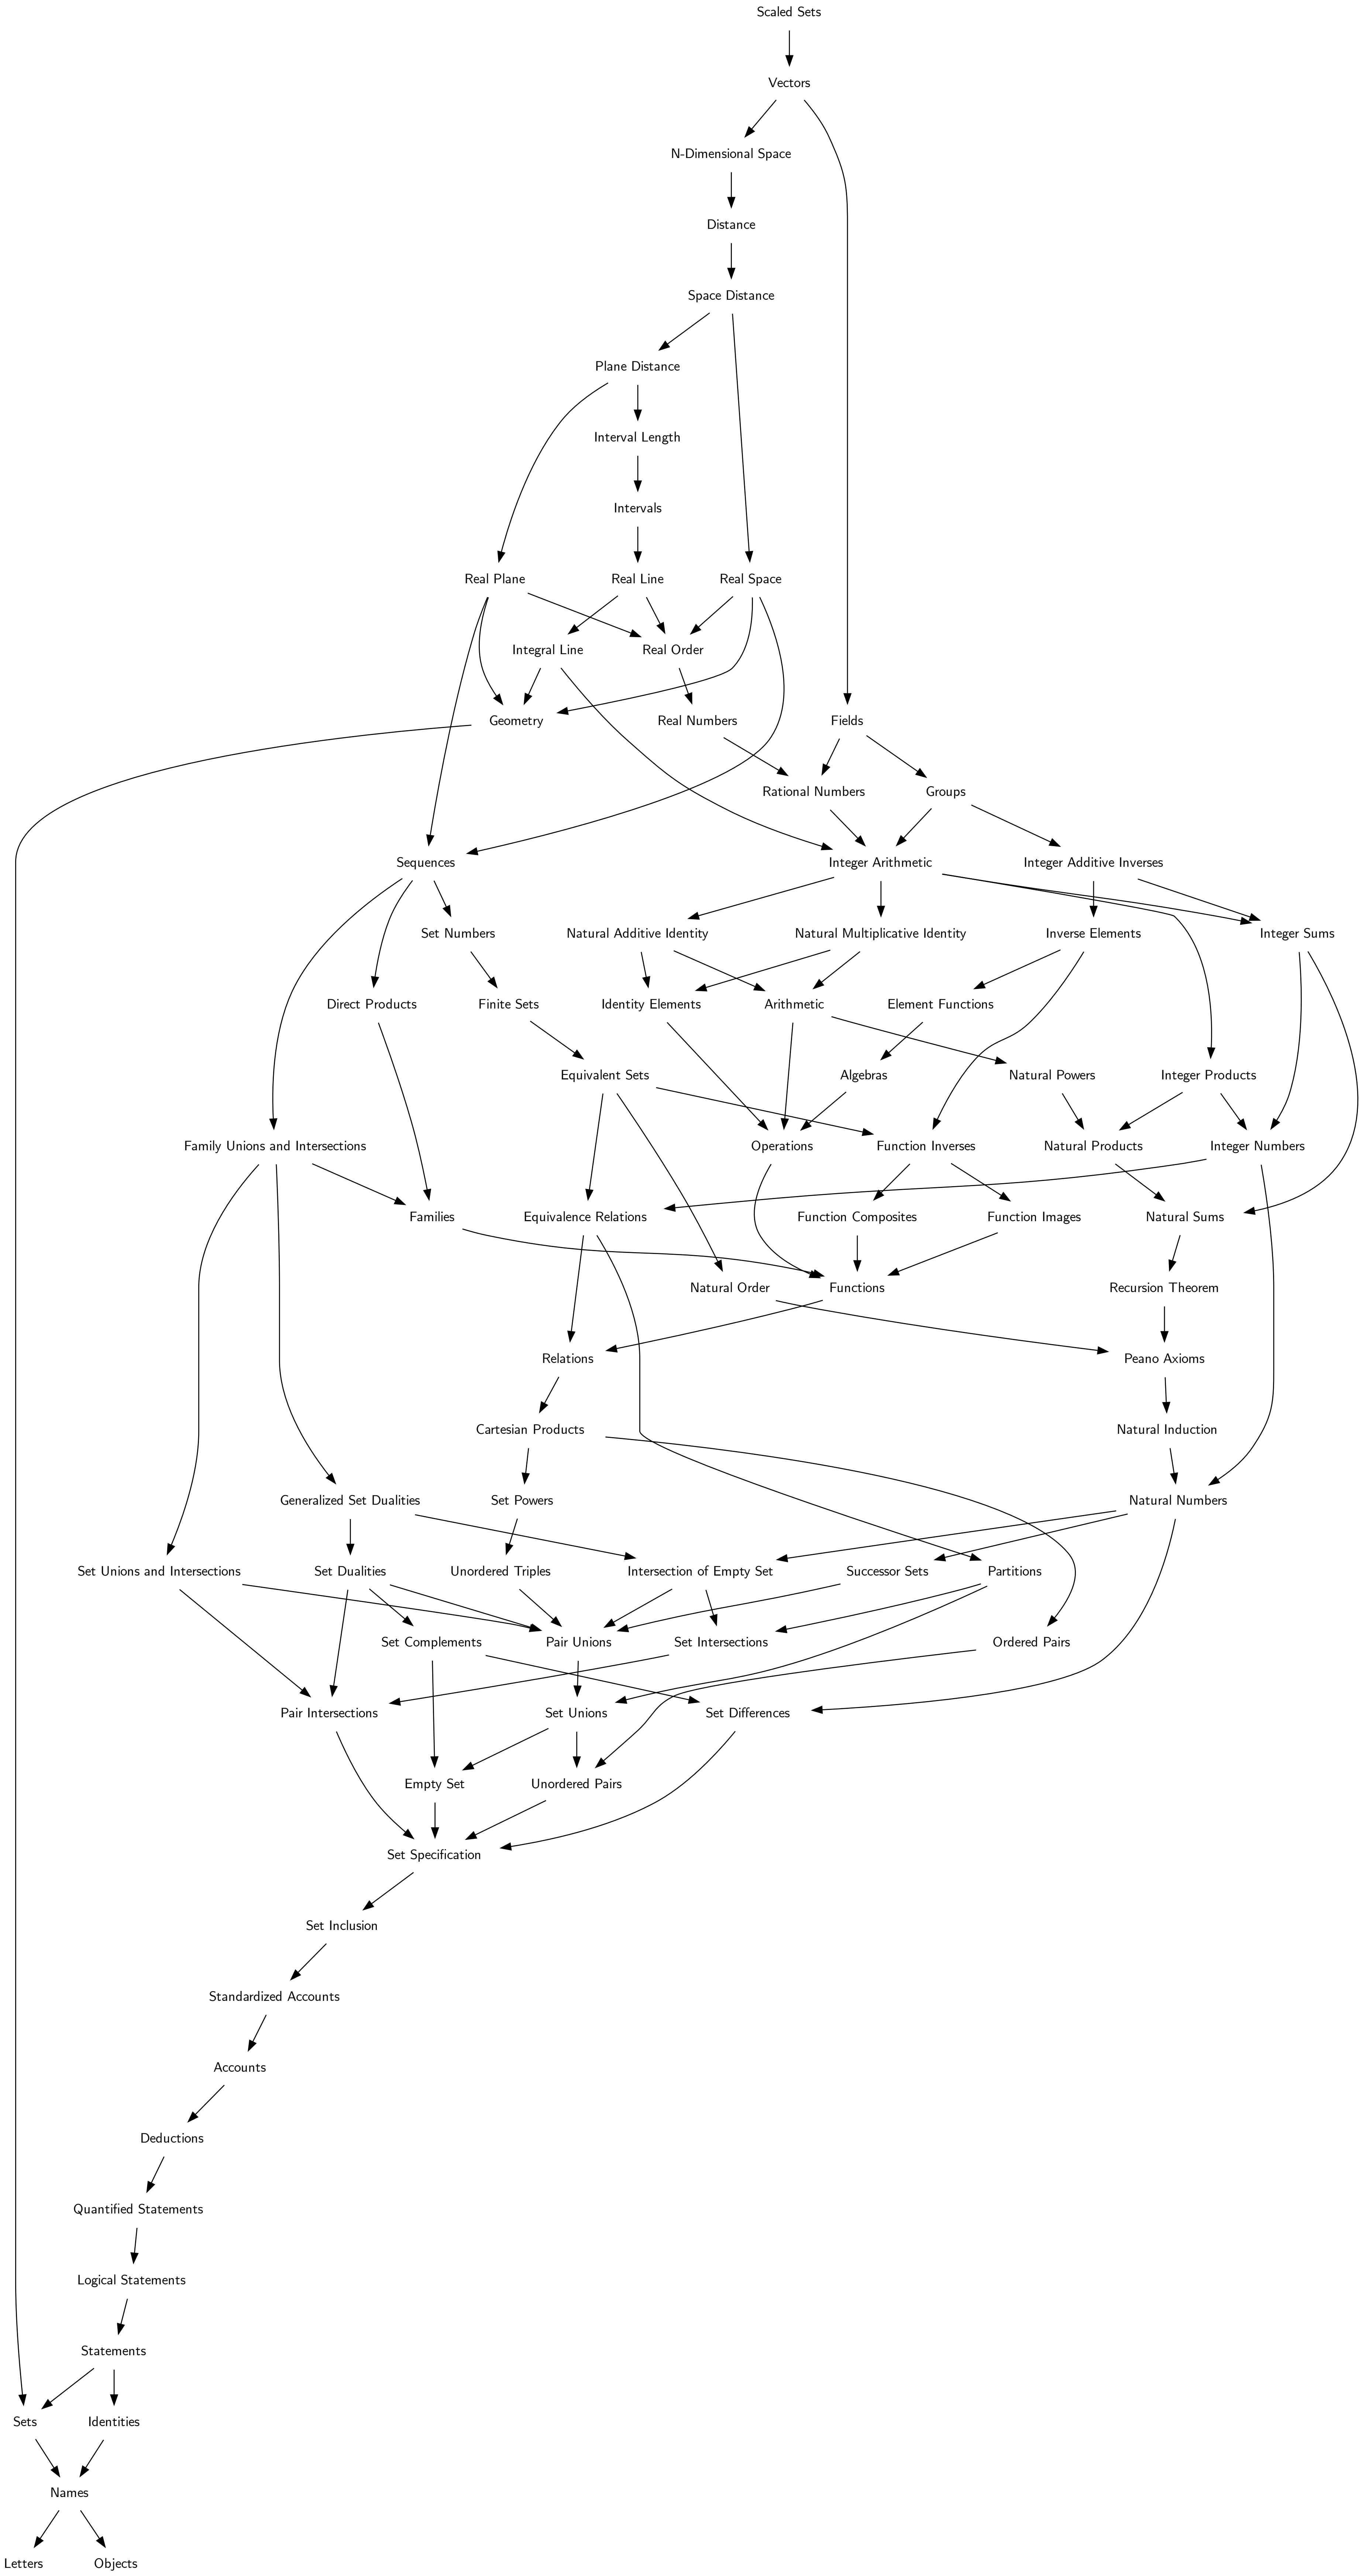 Scaled Sets
Vectors
N-Dimensional Space
Distance
Space Distance
Plane Distance
Interval Length
Intervals
Real Plane
Real Line
Real Space
Integral Line
Real Order
Geometry
Real Numbers
Fields
Rational Numbers
Groups
Sequences
Integer Arithmetic
Integer Additive Inverses
Set Numbers
Natural Additive Identity
Natural Multiplicative Identity
Inverse Elements
Integer Sums
Direct Products
Finite Sets
Identity Elements
Arithmetic
Element Functions
Equivalent Sets
Algebras
Natural Powers
Integer Products
Family Unions and Intersections
Operations
Function Inverses
Natural Products
Integer Numbers
Families
Equivalence Relations
Function Composites
Function Images
Natural Sums
Natural Order
Functions
Recursion Theorem
Relations
Peano Axioms
Cartesian Products
Natural Induction
Generalized Set Dualities
Set Powers
Natural Numbers
Set Unions and Intersections
Set Dualities
Unordered Triples
Intersection of Empty Set
Successor Sets
Partitions
Set Complements
Pair Unions
Set Intersections
Ordered Pairs
Pair Intersections
Set Unions
Set Differences
Empty Set
Unordered Pairs
Set Specification
Set Inclusion
Standardized Accounts
Accounts
Deductions
Quantified Statements
Logical Statements
Statements
Sets
Identities
Names
Letters
Objects